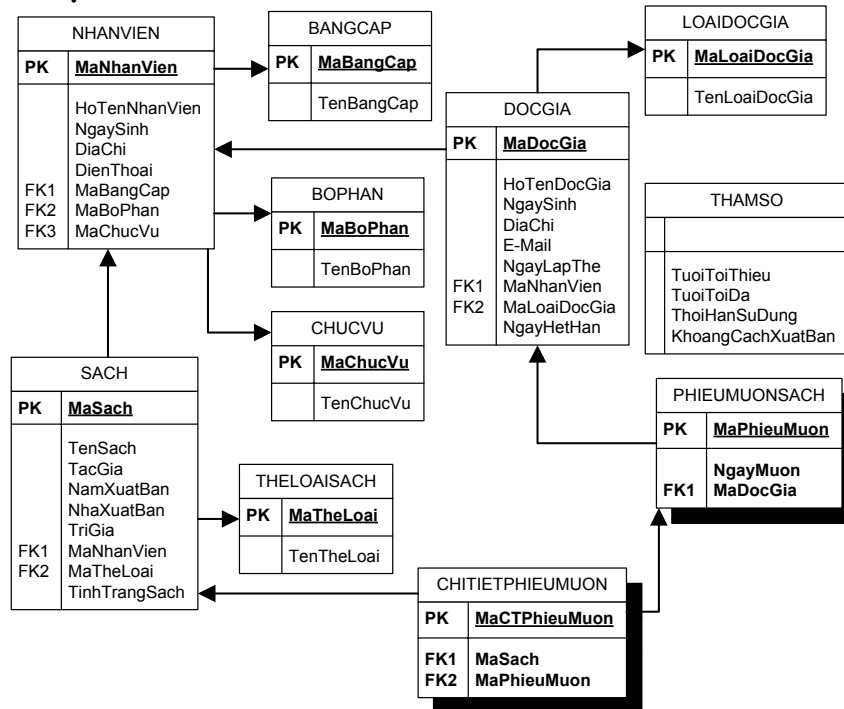 NHANVIEN
PK MaNhanVien
HoTenNhanVien
NgaySinh
DiaChi
DienThoai
FK1 MaBangCap
FK2 MaBoPhan
FK3 MaChucVu
BANGCAP
PK MaBangCap
TenBangCap
LOAIDOCGIA
PK MaLoaiDocGia
TenLoaiDocGia
DOCGIA
PK MaDocGia
HoTenDocGia
NgaySinh
DiaChi
E-Mail
NgayLapThe
FK1 MaNhanVien
FK2 MaLoaiDocGia
NgayHetHan
BOPHAN
PK MaBoPhan
TenBoPhan
THAMSO
TuoiToiThieu
TuoiToiDa
ThoiHanSuDung
KhoangCachXuatBan
CHUCVU
PK MaChucVu
TenChucVu
SACH
PK MaSach
TenSach
TacGia
NamXuatBan
NhaXuatBan
TriGia
FK1 MaNhanVien
FK2 MaTheLoai
TinhTrangSach
THELOAISACH
PK MaTheLoai
TenTheLoai
PHIEUMUONSACH
PK MaPhieuMuon
NgayMuon
FK1 MaDocGia
CHITIETPHIEUMUON
PK MaCTPhieuMuon
FK1 MaSach
FK2 MaPhieuMuon